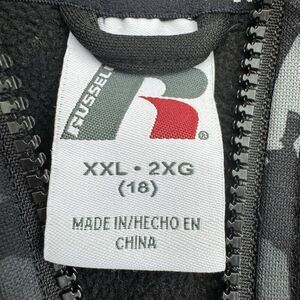 RUSSELL
R
®
XXL • 2XG
(18)
MADE IN/HECHO EN
CHINA